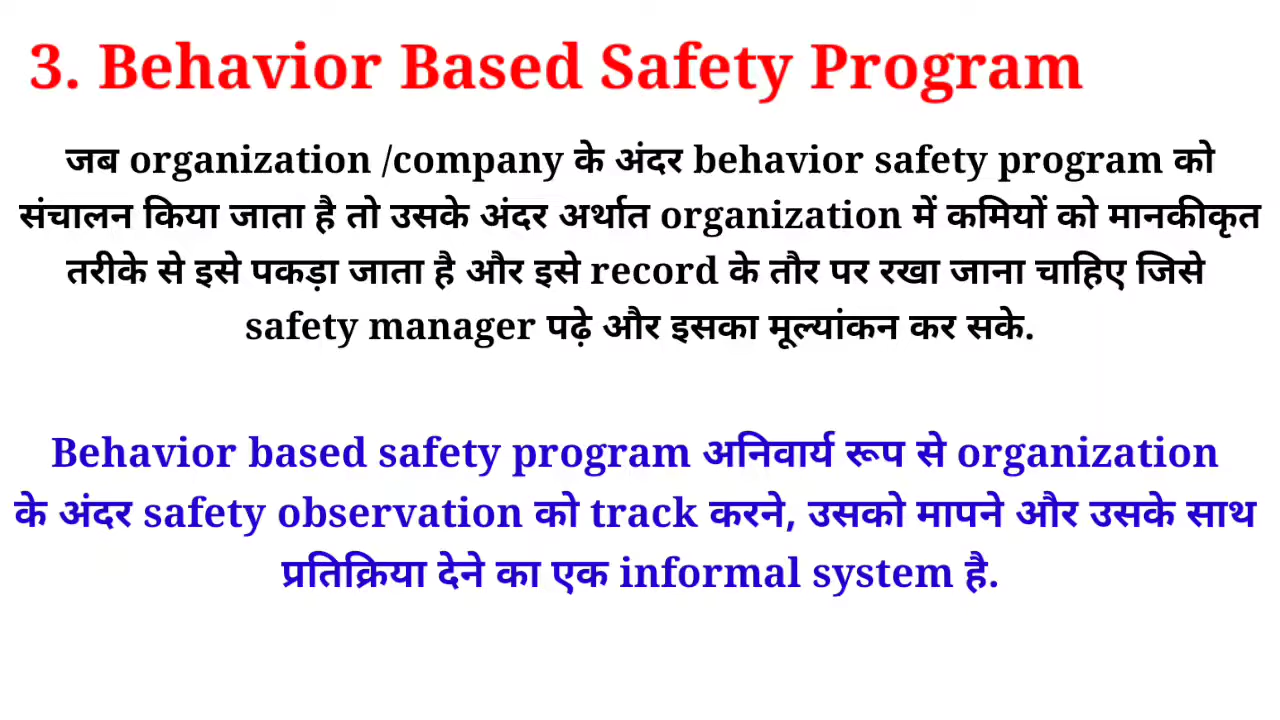 3. Behavior Based Safety Program
जब organization /company के अंदर behavior safety program को
संचालन किया जाता है तो उसके अंदर अर्थात organization में कमियों को मानकीकृत
तरीके से इसे पकड़ा जाता है और इसे record के तौर पर रखा जाना चाहिए जिसे
safety manager पढ़े और इसका मूल्यांकन कर सके.
Behavior based safety program अनिवार्य रूप से organization
के अंदर safety observation को track करने, उसको मापने और उसके साथ
प्रतिक्रिया देने का एक informal system है.